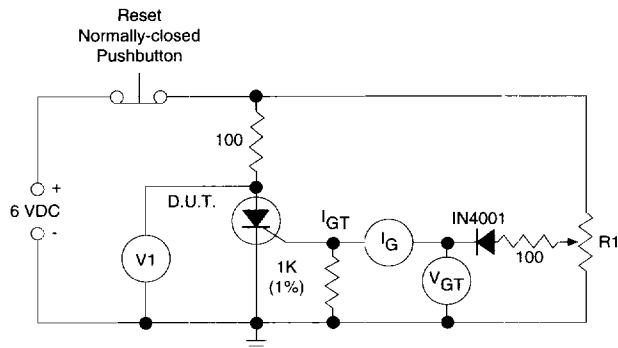 Reset
Normally-closed
Pushbutton
100
+
6 VDC
-
D.U.T.
V1
IGT
IG
1K
(1%)
IN4001
100
R1
VGT